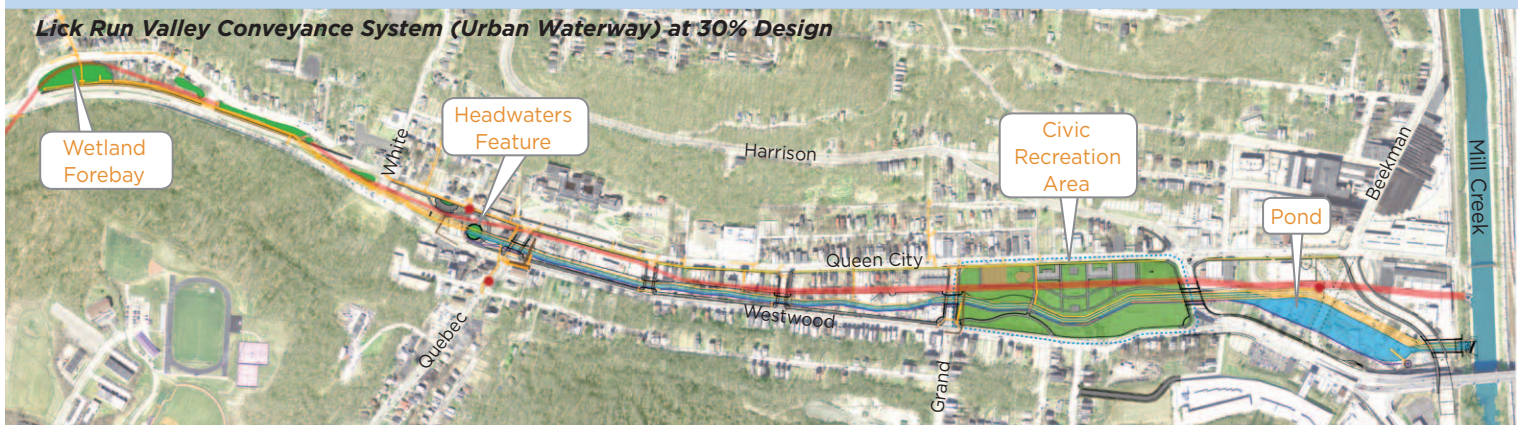 Lick Run Valley Conveyance System (Urban Waterway) at 30% Design
Wetland
Forebay
White
Headwaters
Feature
Harrison
Civic
Recreation
Area
Beekman
Mill Creek
Pond
Queen City
Westwood
Quebec
Grand